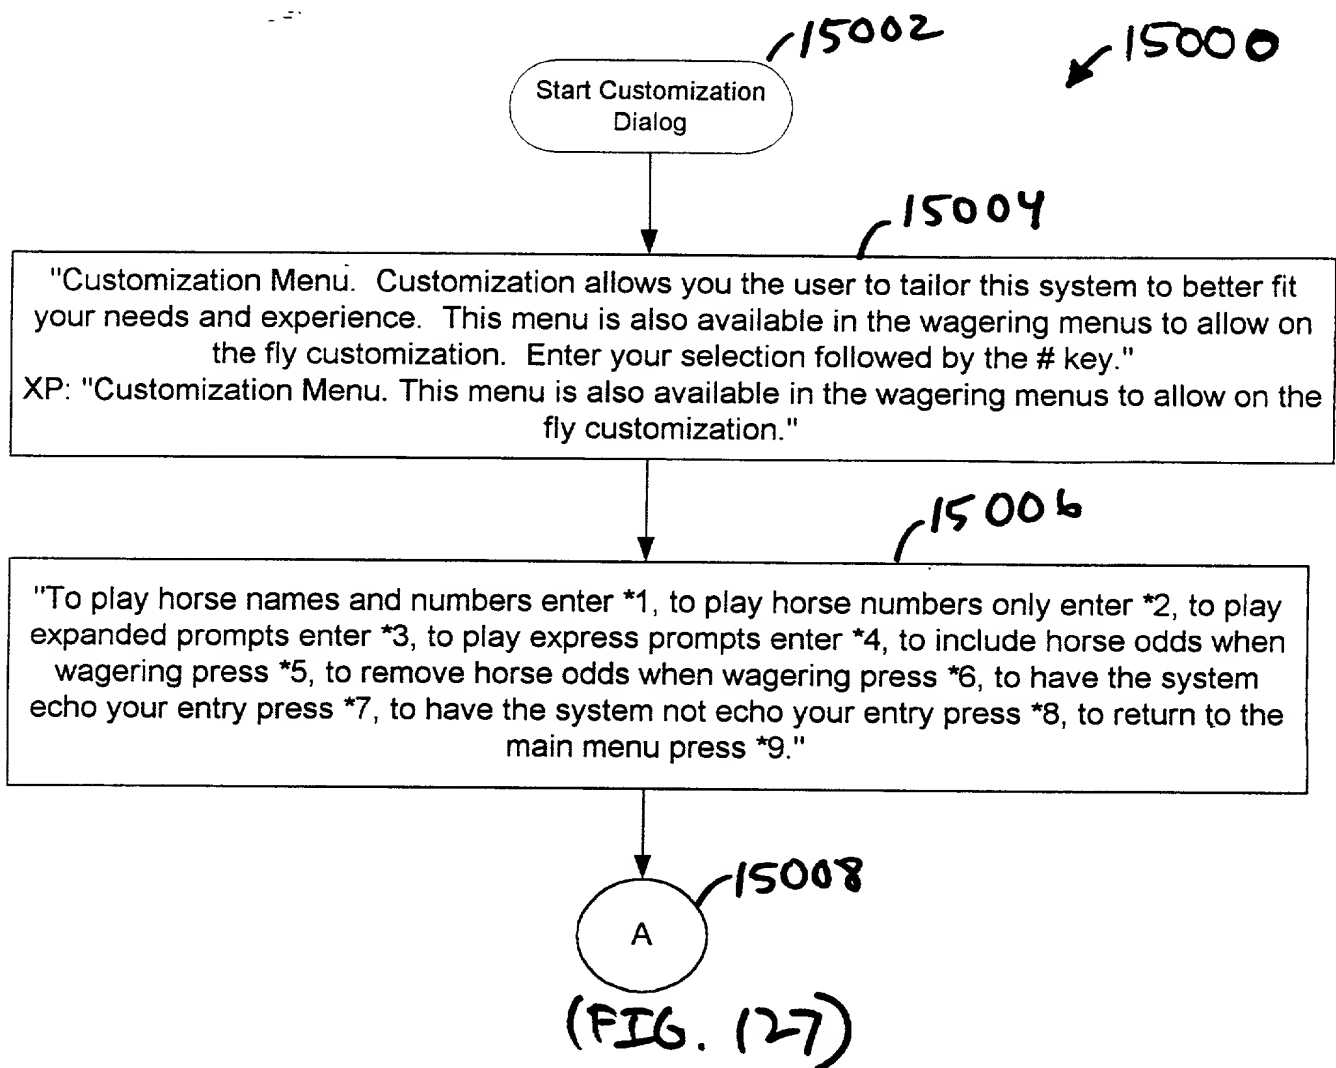 15002
15000
Start Customization
Dialog
15004
"Customization Menu. Customization allows you the user to tailor this system to better fit
your needs and experience. This menu is also available in the wagering menus to allow on
the fly customization. Enter your selection followed by the # key."
XP: "Customization Menu. This menu is also available in the wagering menus to allow on the
fly customization."
15006
"To play horse names and numbers enter *1, to play horse numbers only enter *2, to play
expanded prompts enter *3, to play express prompts enter *4, to include horse odds when
wagering press *5, to remove horse odds when wagering press *6, to have the system
echo your entry press *7, to have the system not echo your entry press *8, to return to the
main menu press *9."
15008
A
(FIG. 127)